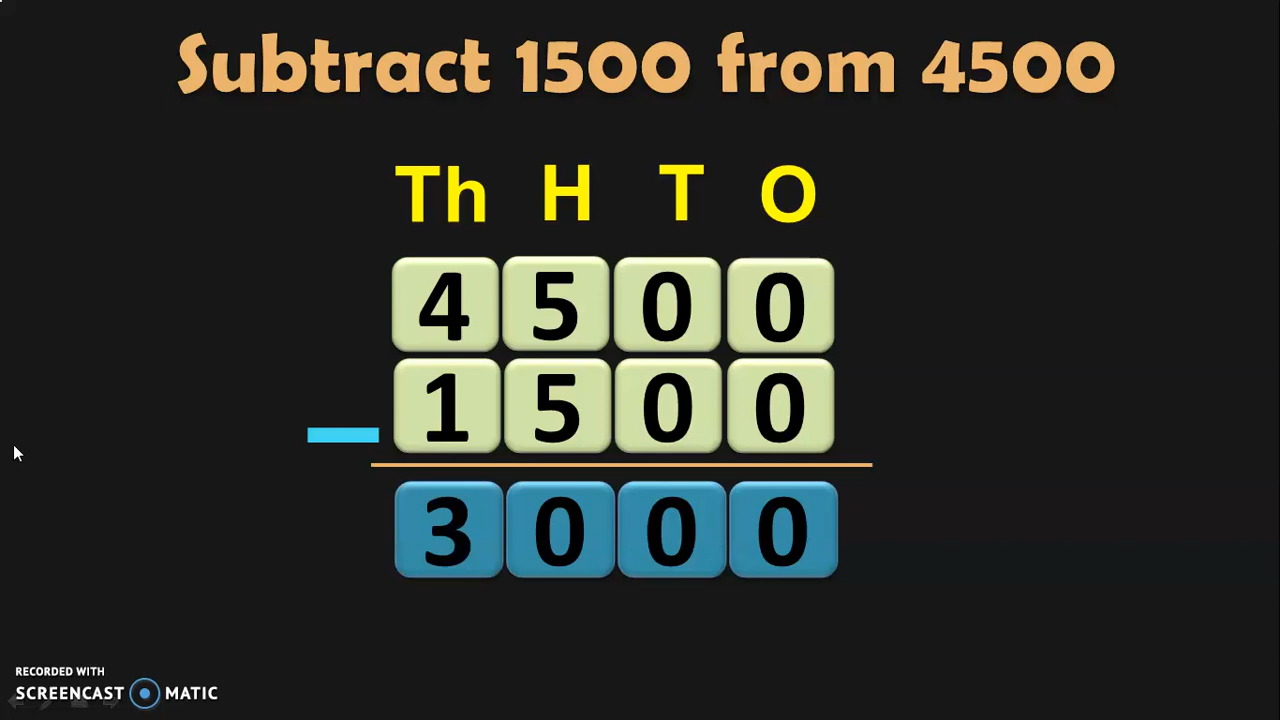 Subtract 1500 from 4500
Th H T O
4 5 0 0
1 5 0 0
3 0 0 0
RECORDED WITH
SCREENCAST MATIC